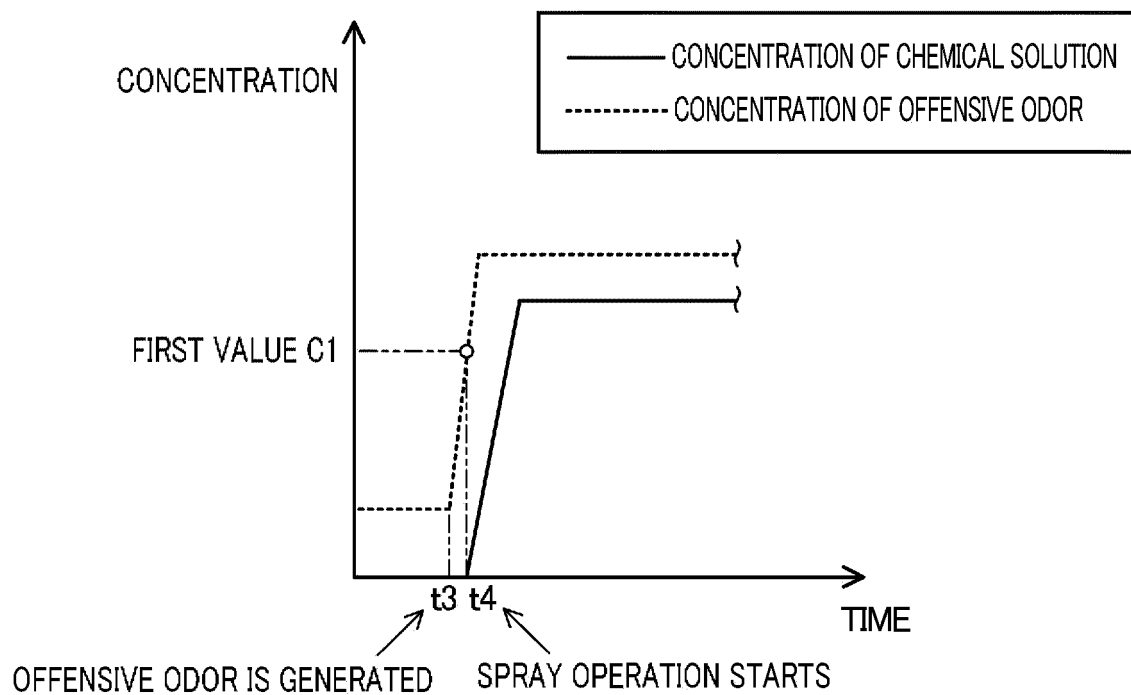 CONCENTRATION
CONCENTRATION OF CHEMICAL SOLUTION
CONCENTRATION OF OFFENSIVE ODOR
FIRST VALUE C1
t3 t4
TIME
OFFENSIVE ODOR IS GENERATED
SPRAY OPERATION STARTS